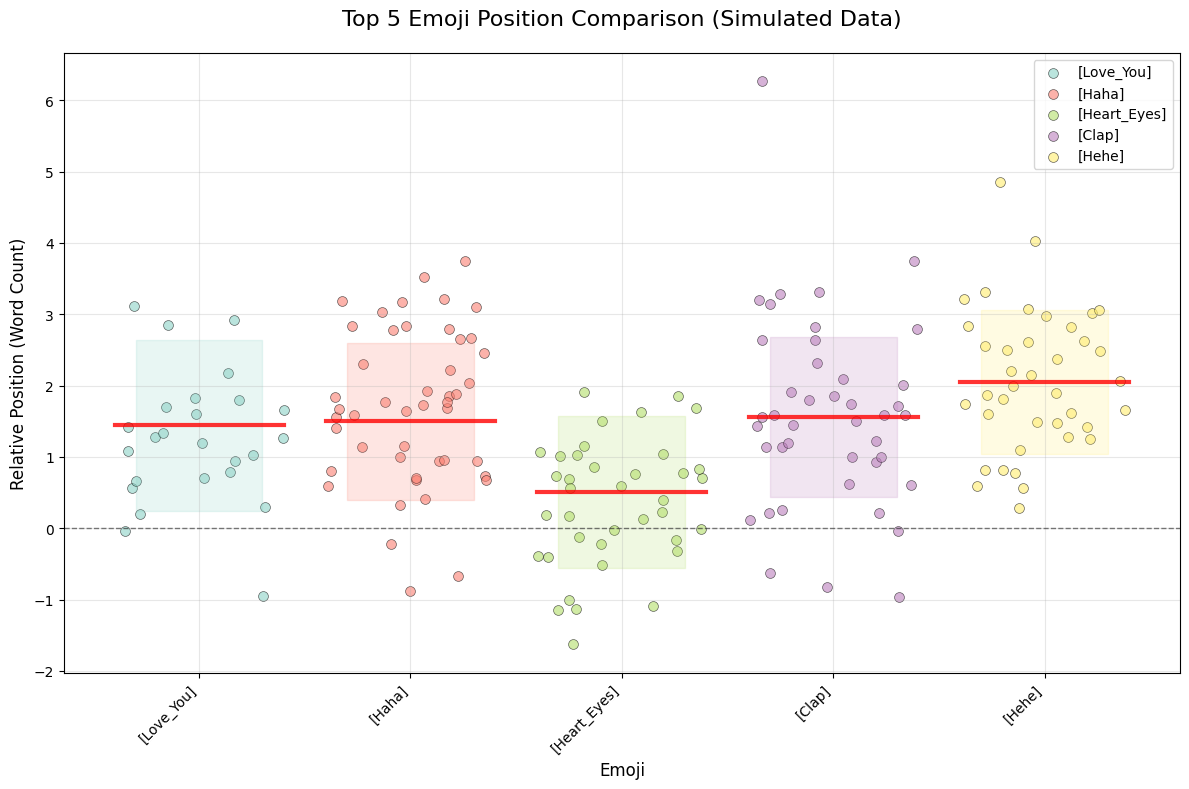 Top 5 Emoji Position Comparison (Simulated Data)
[Love_You]
[Haha]
[Heart_Eyes]
[Clap]
[Hehe]
Relative Position (Word Count)
6
5
4
3
2
1
0
−1
−2
[Love_You]
[Haha]
[Heart_Eyes]
[Clap]
[Hehe]
Emoji